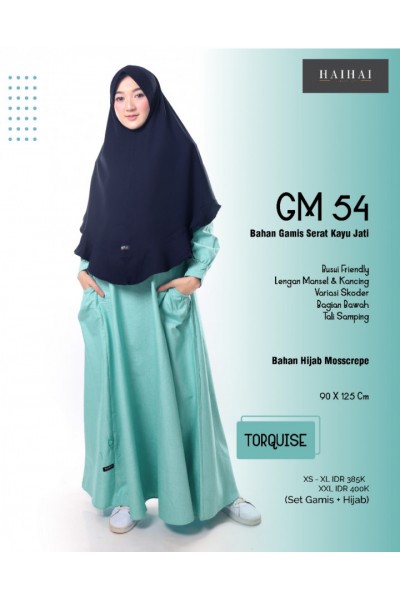 HAIHAI
GM 54
Bahan Gamis Serat Kayu Jati
Busui Friendly
Lengan Mansel & Kancing
Variasi Skoder
Bagian Bawah
Tali Samping
Bahan Hijab Mosscrepe
90 X 125 Cm
TORQUISE
XS - XL IDR 385K
XXL IDR 400K
(Set Gamis + Hijab)